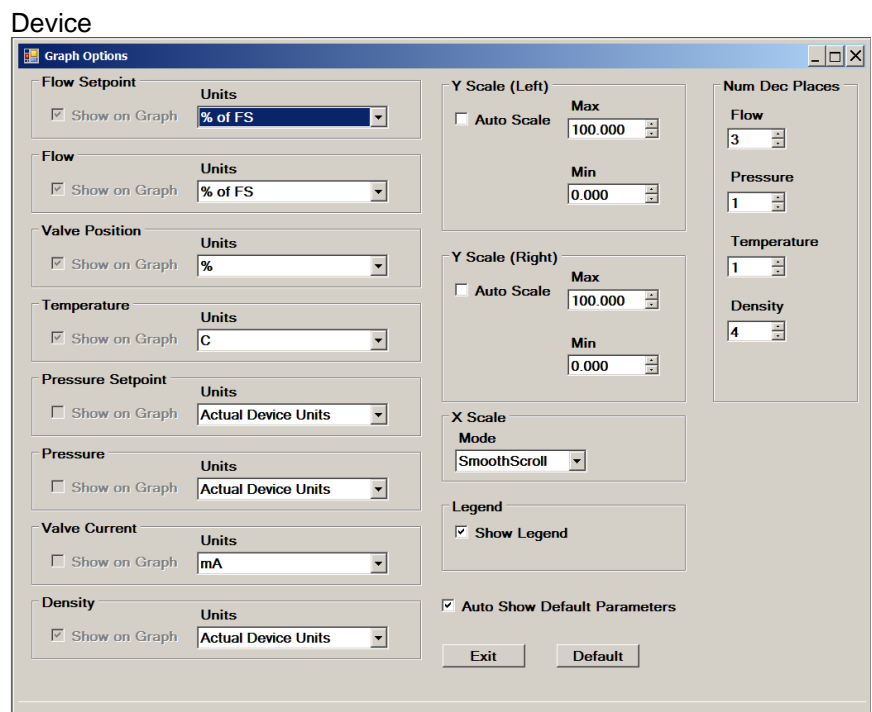 Device
Graph Options
Flow Setpoint
Units
Show on Graph
% of FS
Flow
Units
Show on Graph
% of FS
Valve Position
Units
Show on Graph
%
Temperature
Units
Show on Graph
C
Pressure Setpoint
Units
Show on Graph
Actual Device Units
Pressure
Units
Show on Graph
Actual Device Units
Valve Current
Units
Show on Graph
mA
Density
Units
Show on Graph
Actual Device Units
Y Scale (Left)
Max
Auto Scale
100.000
Min
0.000
Y Scale (Right)
Max
Auto Scale
100.000
Min
0.000
X Scale
Mode
SmoothScroll
Legend
Show Legend
Auto Show Default Parameters
Exit
Default
Num Dec Places
Flow
3
Pressure
1
Temperature
1
Density
4